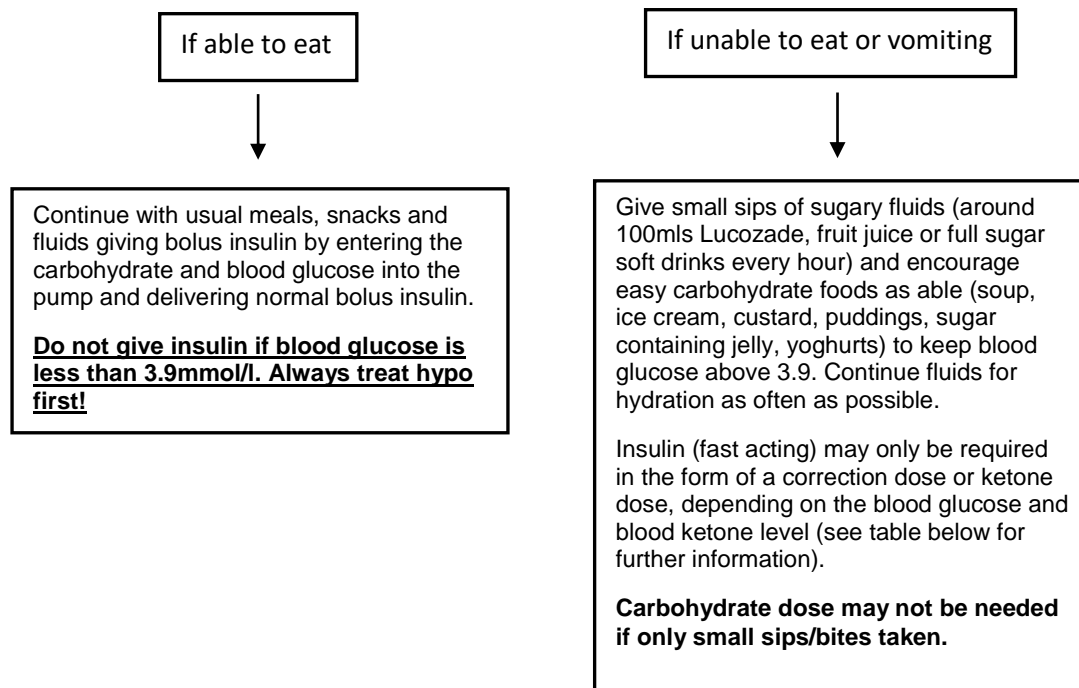 If able to eat
Continue with usual meals, snacks and
fluids giving bolus insulin by entering the
carbohydrate and blood glucose into the
pump and delivering normal bolus insulin.
Do not give insulin if blood glucose is
less than 3.9mmol/l. Always treat hypo
first!
If unable to eat or vomiting
Give small sips of sugary fluids (around
100mls Lucozade, fruit juice or full sugar
soft drinks every hour) and encourage
easy carbohydrate foods as able (soup,
ice cream, custard, puddings, sugar
containing jelly, yoghurts) to keep blood
glucose above 3.9. Continue fluids for
hydration as often as possible.
Insulin (fast acting) may only be required
in the form of a correction dose or ketone
dose, depending on the blood glucose and
blood ketone level (see table below for
further information).
Carbohydrate dose may not be needed
if only small sips/bites taken.